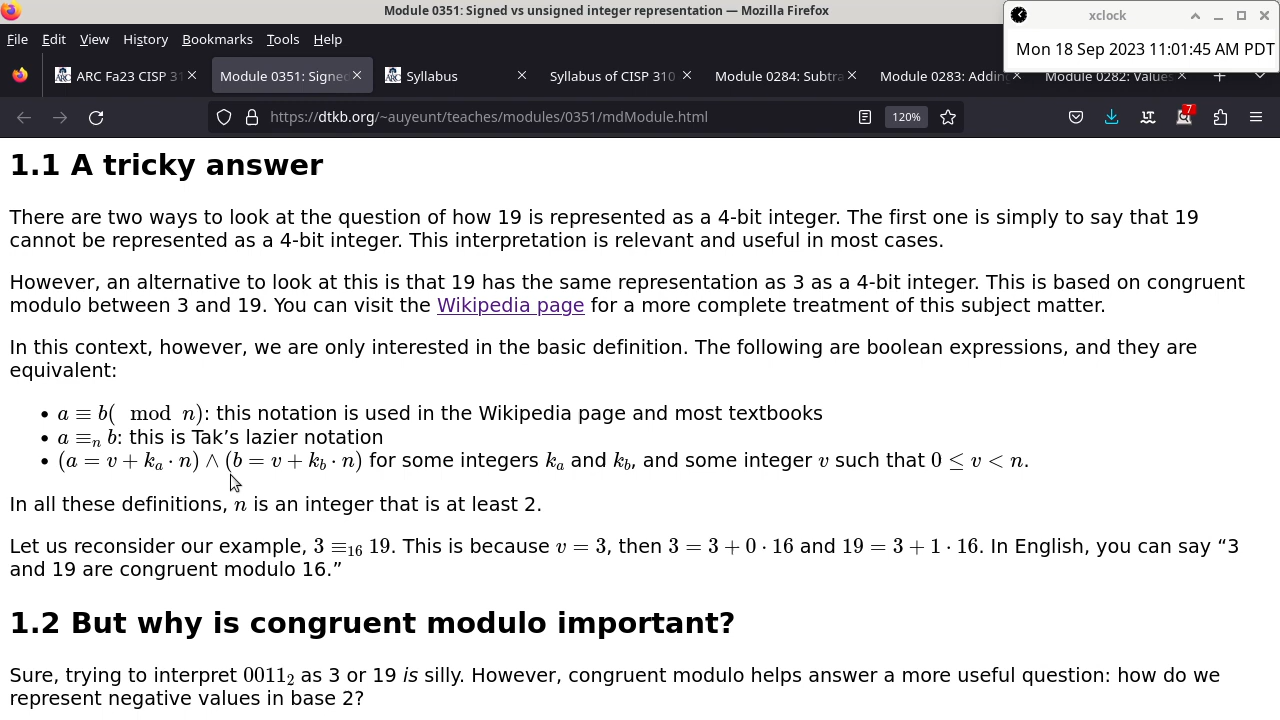 Module 0351: Signed vs unsigned integer representation — Mozilla Firefox
xclock
File Edit View History Bookmarks Tools Help
Mon 18 Sep 2023 11:01:45 AM PDT
ARC Fa23 CISP 31
Module 0351: Signed
Syllabus
Syllabus of CISP 310
Module 0284: Subtra
Module 0283: Addin
Module 0282: Values
https://dtkb.org/~auyeunt/teaches/modules/0351/mdModule.html
120%
7
1.1 A tricky answer
There are two ways to look at the question of how 19 is represented as a 4-bit integer. The first one is simply to say that 19
cannot be represented as a 4-bit integer. This interpretation is relevant and useful in most cases.
However, an alternative to look at this is that 19 has the same representation as 3 as a 4-bit integer. This is based on congruent
modulo between 3 and 19. You can visit the Wikipedia page for a more complete treatment of this subject matter.
In this context, however, we are only interested in the basic definition. The following are boolean expressions, and they are
equivalent:
• a ≡ b( mod n): this notation is used in the Wikipedia page and most textbooks
• a ≡ₙ b: this is Tak’s lazier notation
• (a = v + k_a · n) ∧ (b = v + k_b · n) for some integers k_a and k_b, and some integer v such that 0 ≤ v < n.
In all these definitions, n is an integer that is at least 2.
Let us reconsider our example, 3 ≡₁₆ 19. This is because v = 3, then 3 = 3 + 0 · 16 and 19 = 3 + 1 · 16. In English, you can say “3
and 19 are congruent modulo 16.”
1.2 But why is congruent modulo important?
Sure, trying to interpret 0011₂ as 3 or 19 is silly. However, congruent modulo helps answer a more useful question: how do we
represent negative values in base 2?